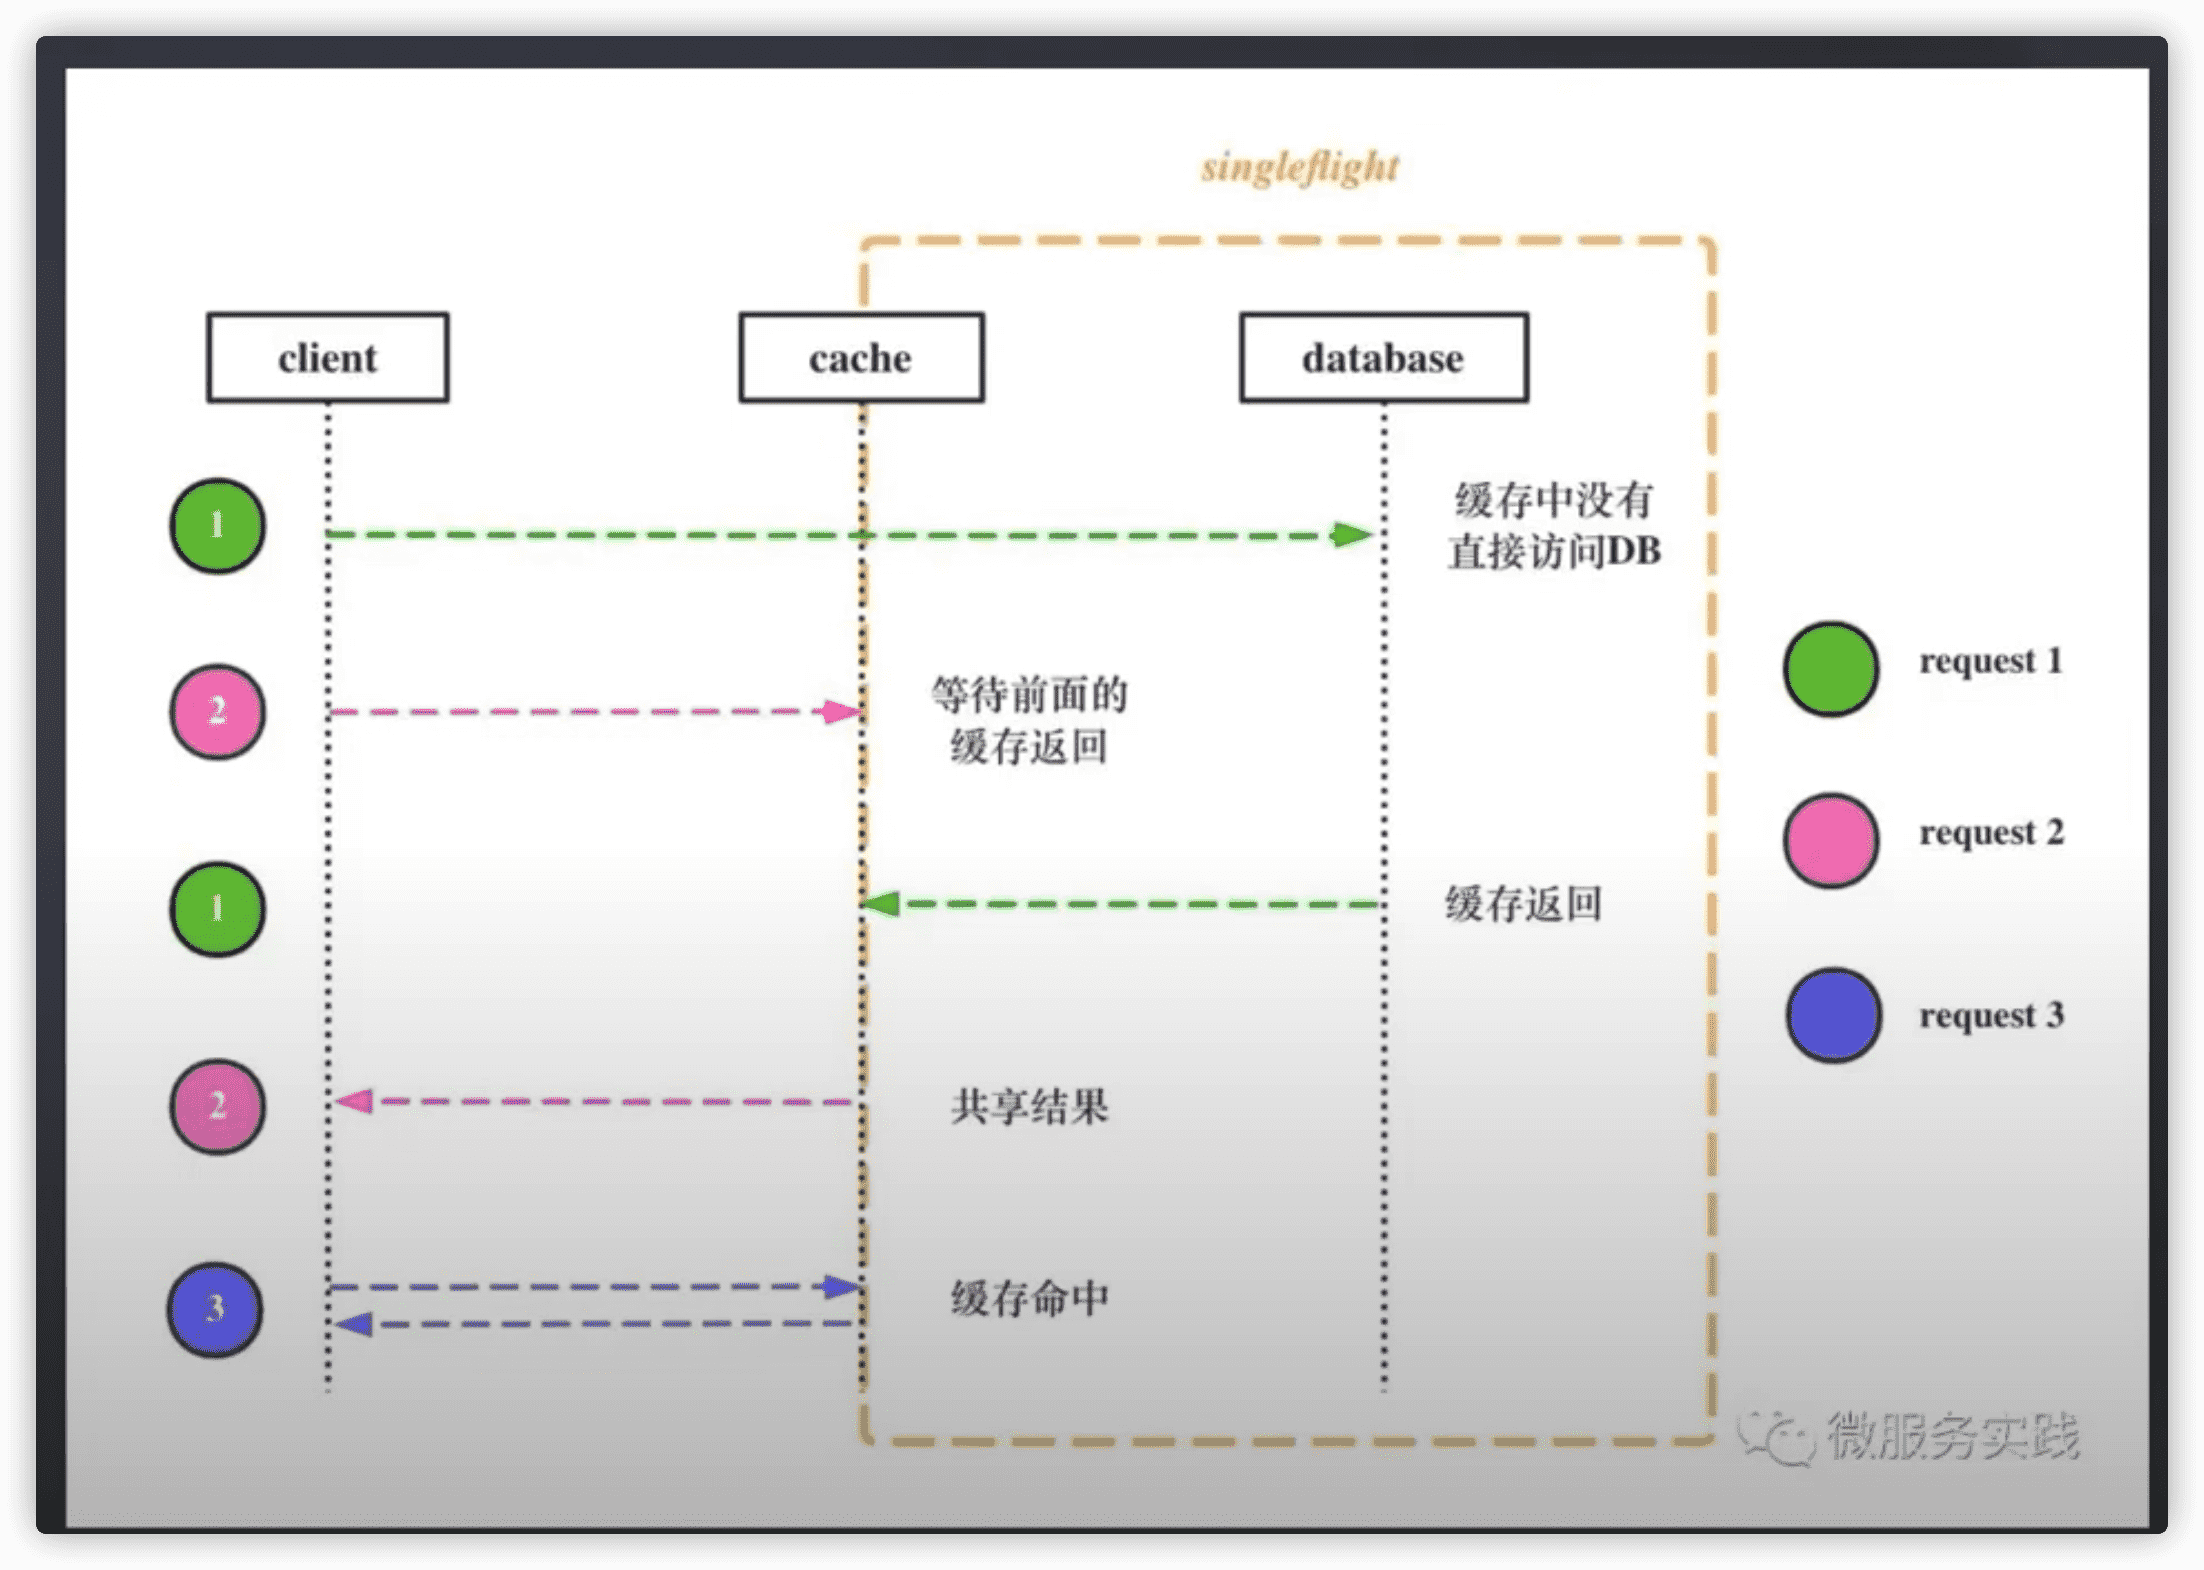 singleflight
client
cache
database
1
缓存中没有
直接访问DB
2
等待前面的
缓存返回
1
缓存返回
2
共享结果
3
缓存命中
request 1
request 2
request 3
微服务实践